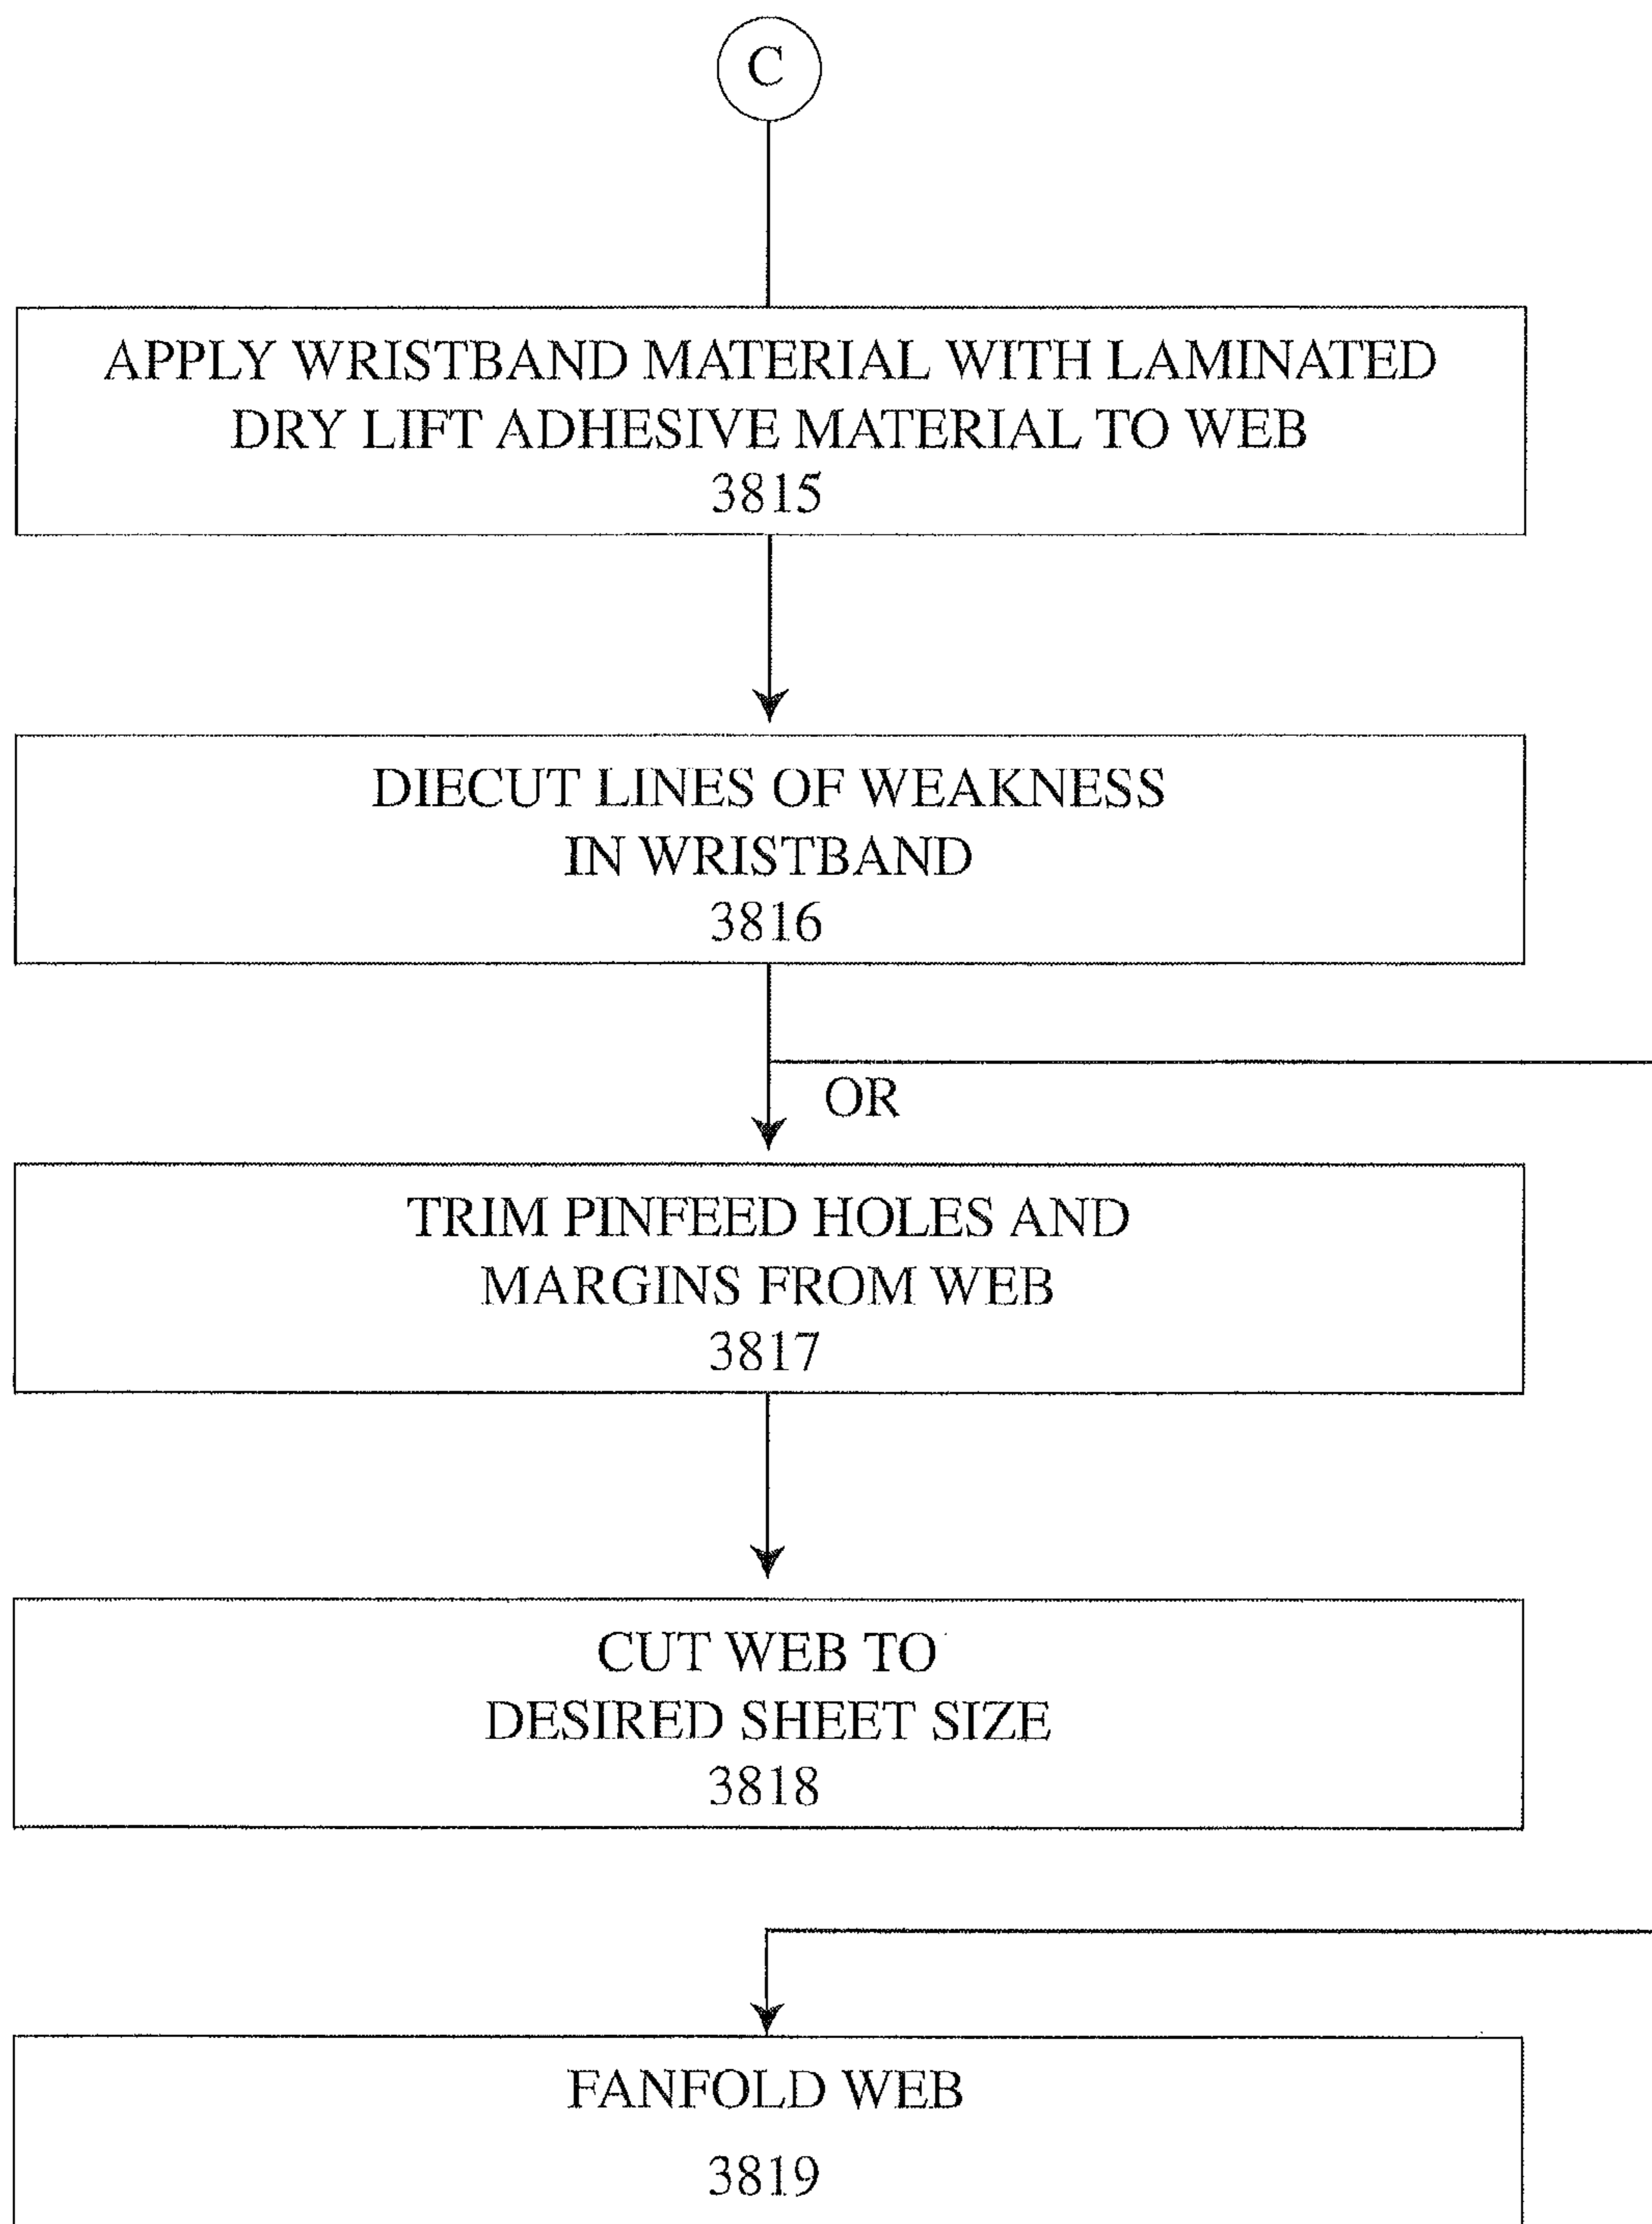 C
APPLY WRISTBAND MATERIAL WITH LAMINATED
DRY LIFT ADHESIVE MATERIAL TO WEB
3815
DIECUT LINES OF WEAKNESS
IN WRISTBAND
3816
OR
TRIM PINFEED HOLES AND
MARGINS FROM WEB
3817
CUT WEB TO
DESIRED SHEET SIZE
3818
FANFOLD WEB
3819